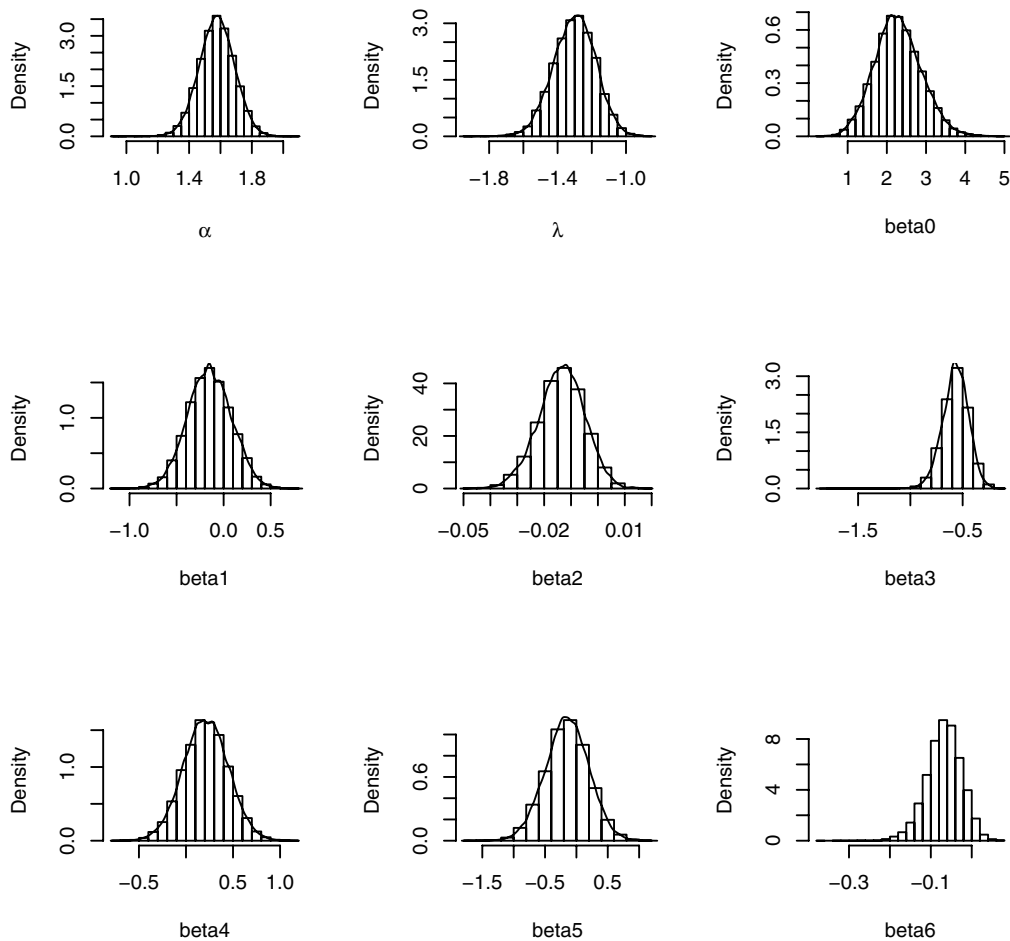 Density
0.0 1.5 3.0
1.0 1.4 1.8
α
Density
0.0 1.5 3.0
−1.8 −1.4 −1.0
λ
Density
0.0 0.3 0.6
1 2 3 4 5
beta0
Density
0.0 1.0
−1.0 0.0 0.5
beta1
Density
0 20 40
−0.05 −0.02 0.01
beta2
Density
0.0 1.5 3.0
−1.5 −0.5
beta3
Density
0.0 1.0
−0.5 0.5 1.0
beta4
Density
0.0 0.6
−1.5 −0.5 0.5
beta5
Density
0 4 8
−0.3 −0.1
beta6